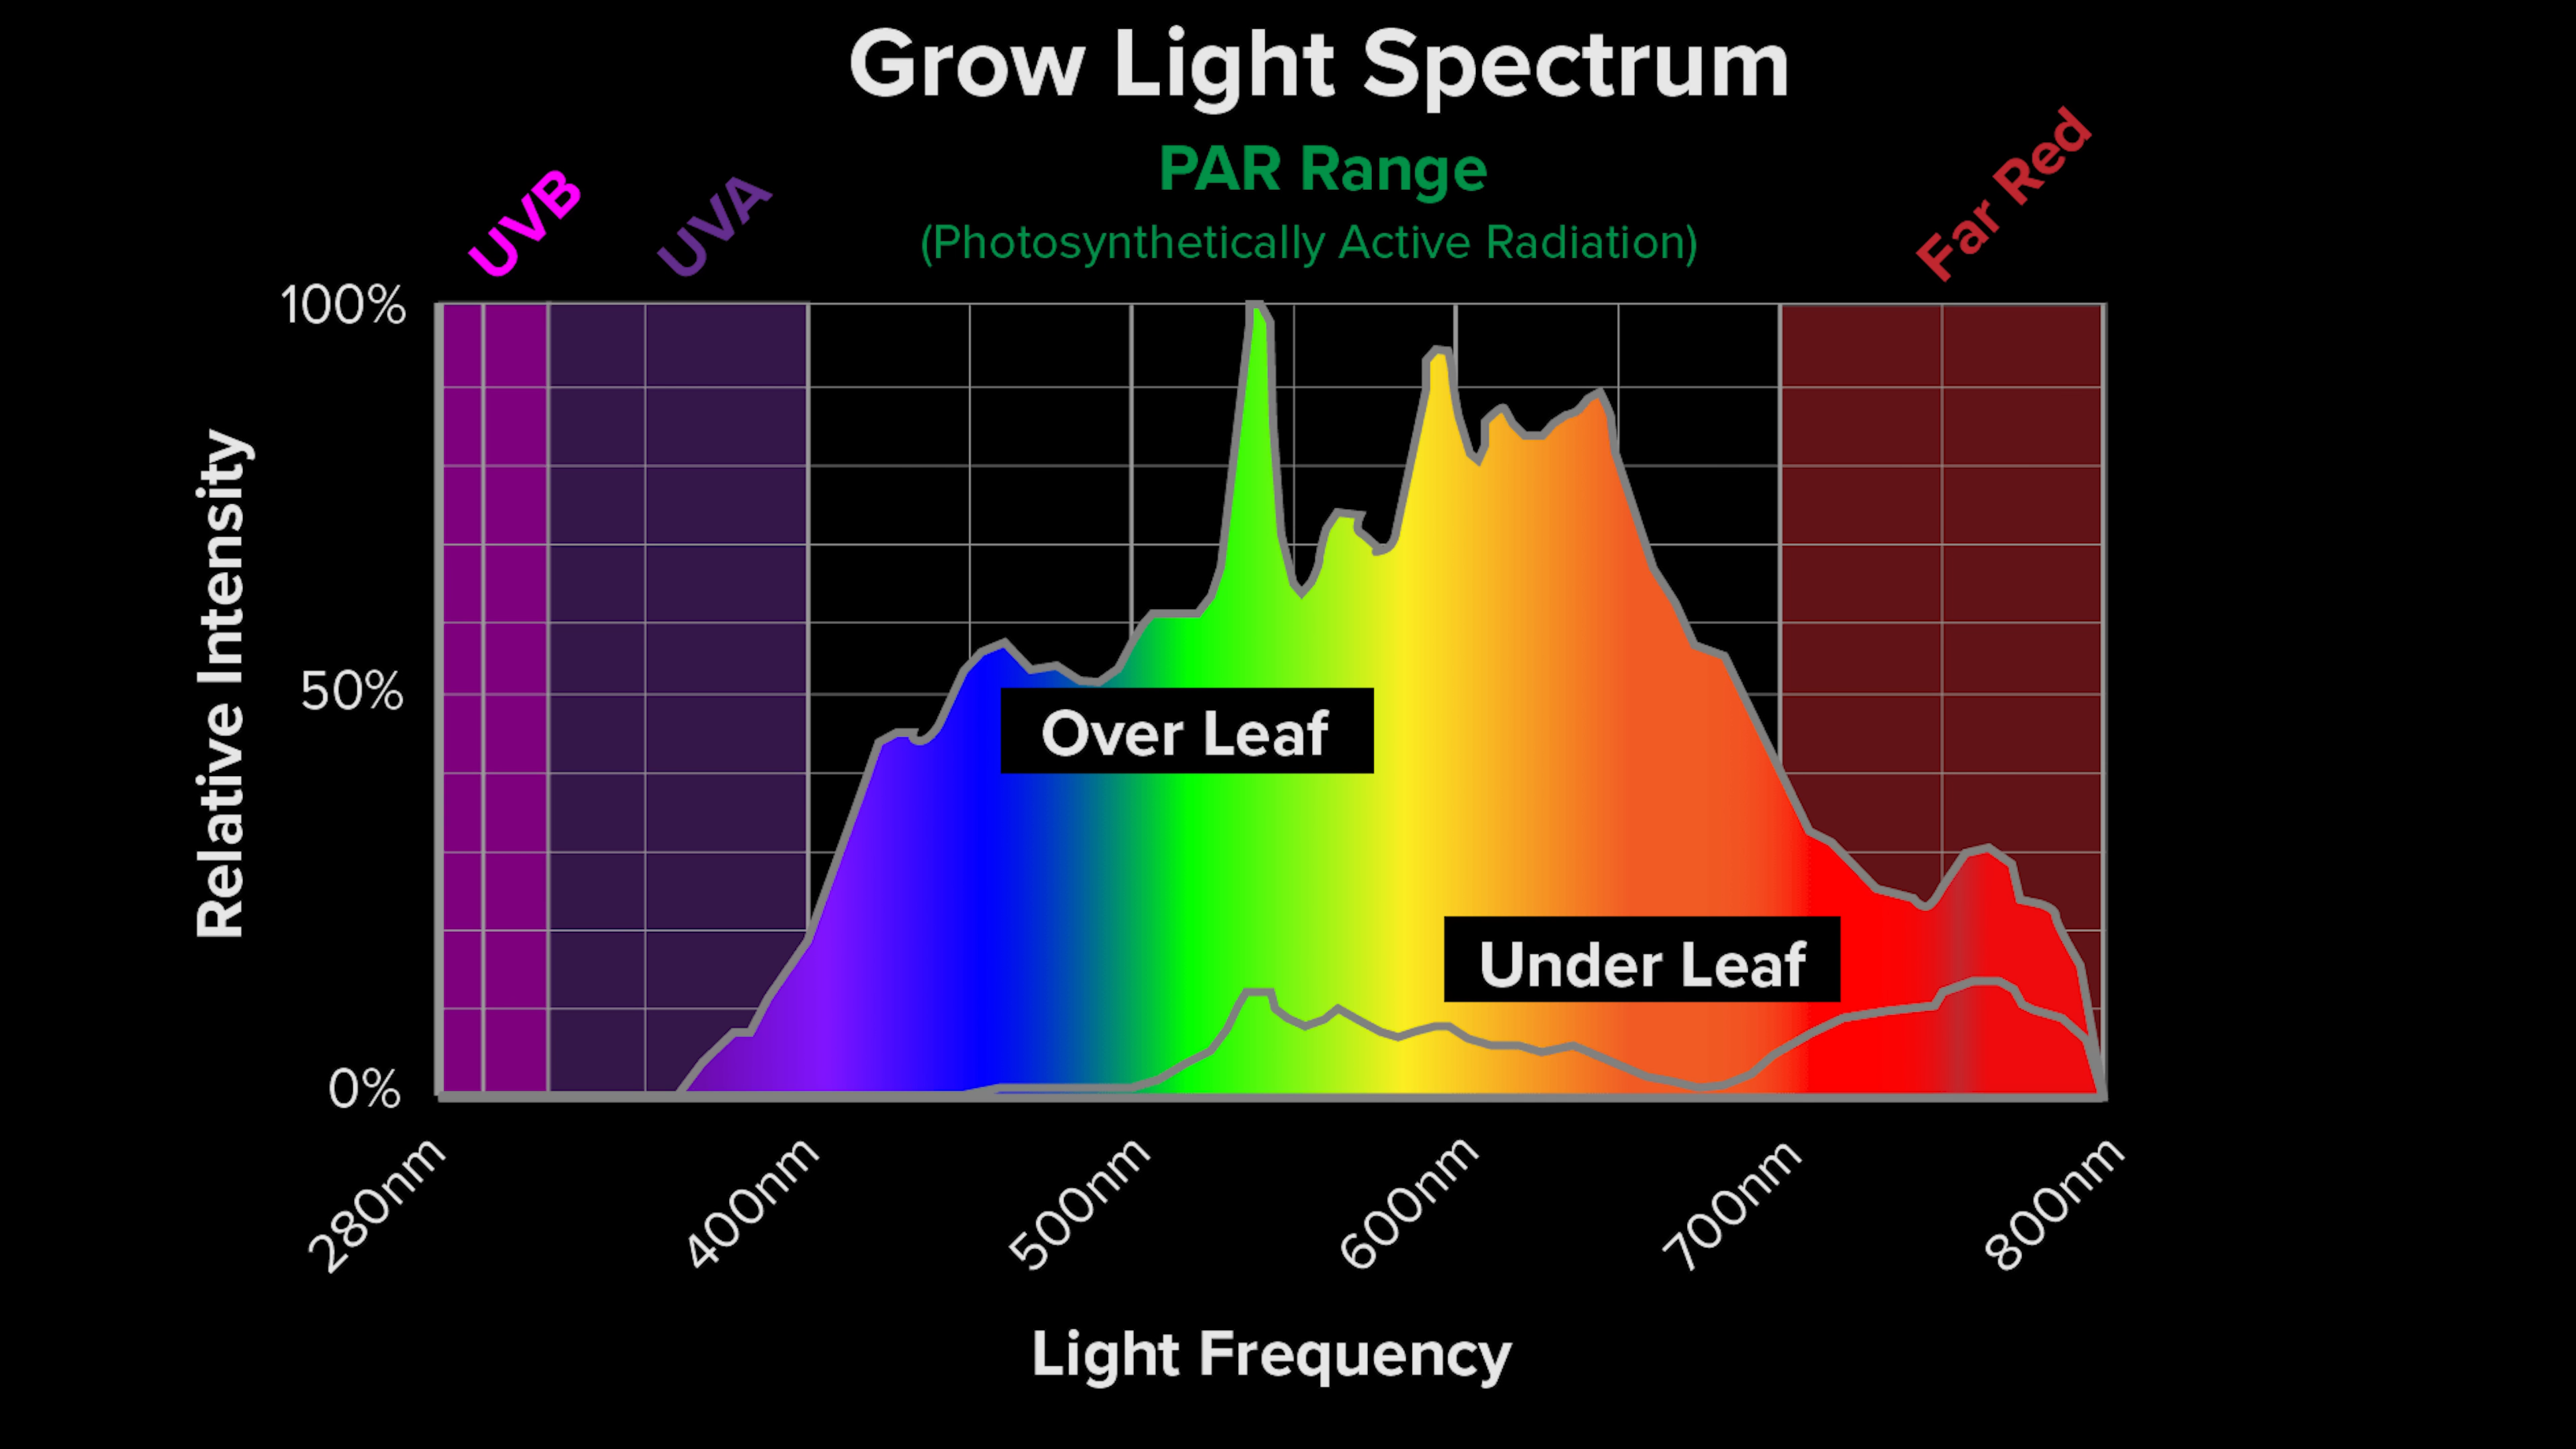 Grow Light Spectrum
PAR Range
(Photosynthetically Active Radiation)
UVB
UVA
Far Red
100%
50%
0%
Relative Intensity
Over Leaf
Under Leaf
280nm
400nm
500nm
600nm
700nm
800nm
Light Frequency